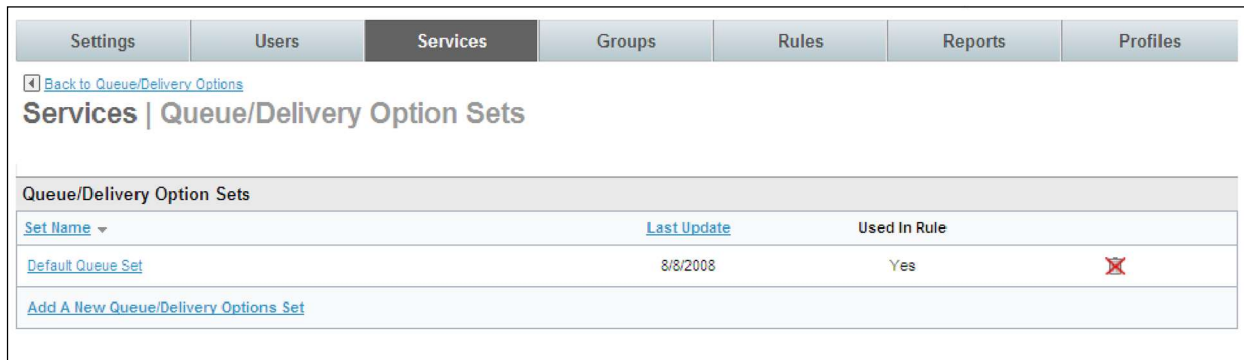 Settings Users Services Groups Rules Reports Profiles
Back to Queue/Delivery Options
Services | Queue/Delivery Option Sets
Queue/Delivery Option Sets
Set Name Last Update Used In Rule
Default Queue Set 8/8/2008 Yes
Add A New Queue/Delivery Options Set